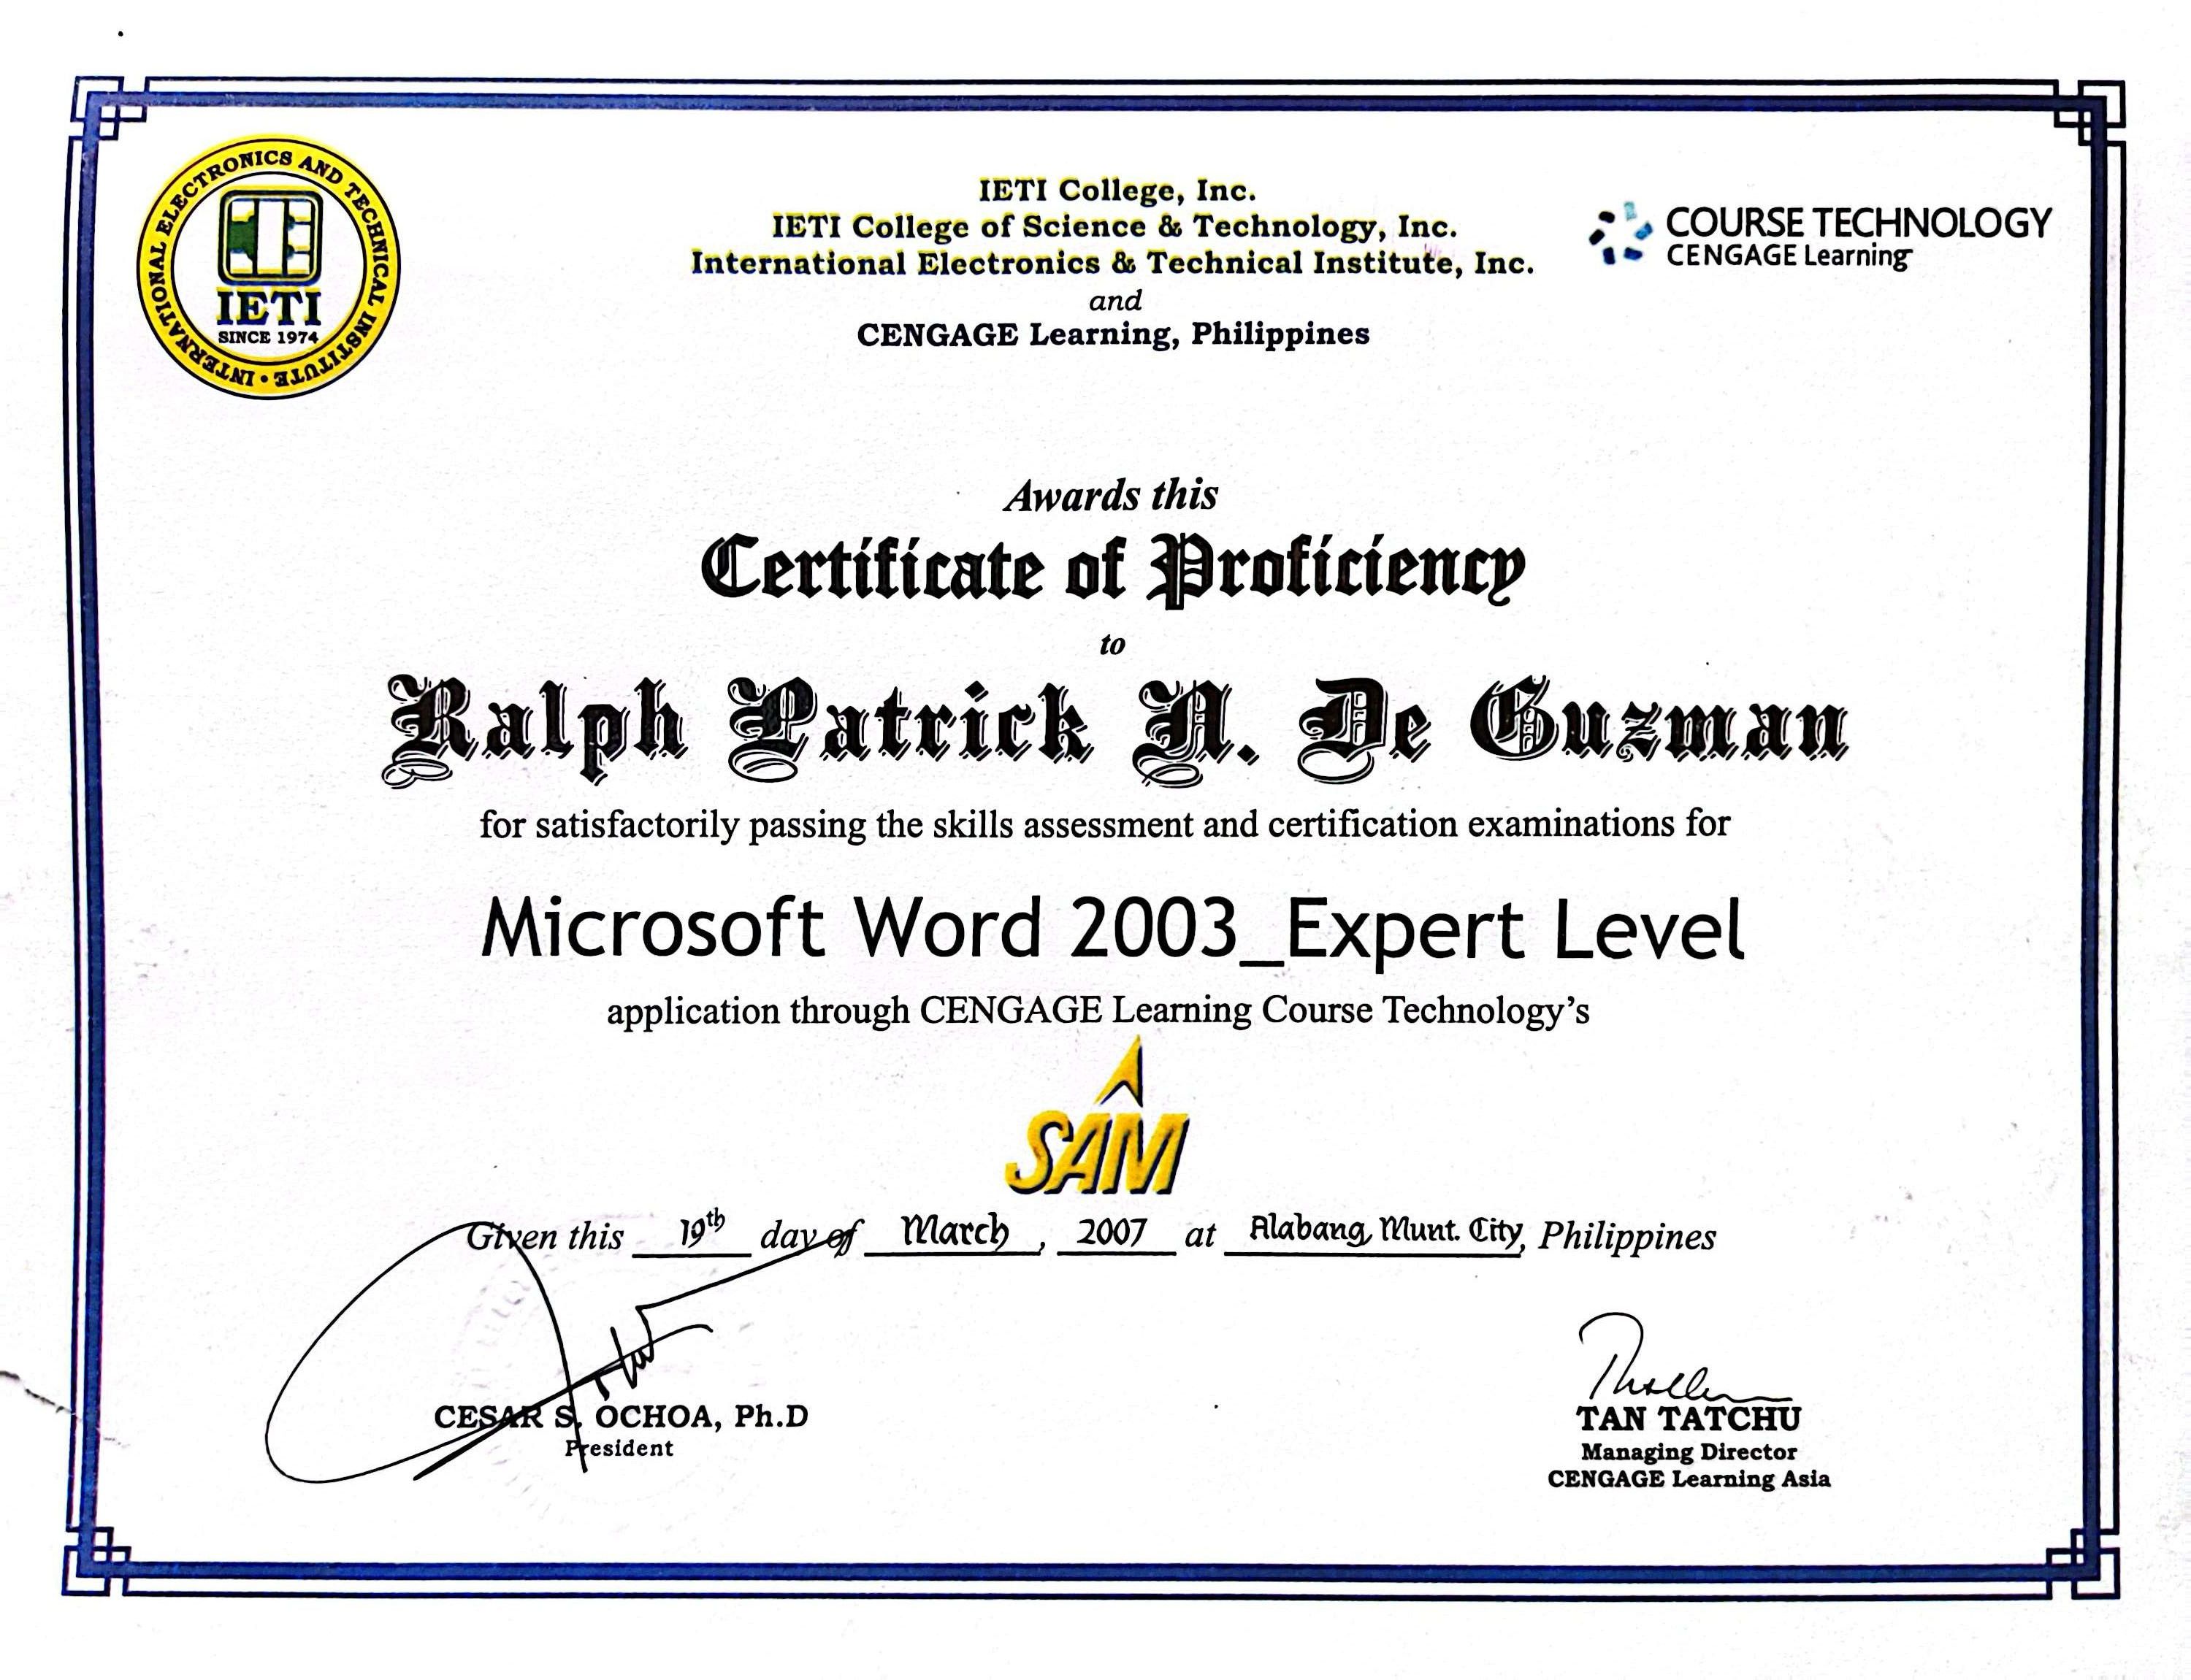 INTERNATIONAL ELECTRONICS AND TECHNICAL INSTITUTE •
IETI
SINCE 1974
IETI College, Inc.
IETI College of Science & Technology, Inc.
International Electronics & Technical Institute, Inc.
and
CENGAGE Learning, Philippines
COURSE TECHNOLOGY
CENGAGE Learning
Awards this
Certificate of Proficiency
to
Ralph Patrick N. De Guzman
for satisfactorily passing the skills assessment and certification examinations for
Microsoft Word 2003_Expert Level
application through CENGAGE Learning Course Technology’s
SAM
Given this 19th day of March, 2007 at Alabang, Munt. City, Philippines
CESAR S. OCHOA, Ph.D
President
TAN TATCHU
Managing Director
CENGAGE Learning Asia